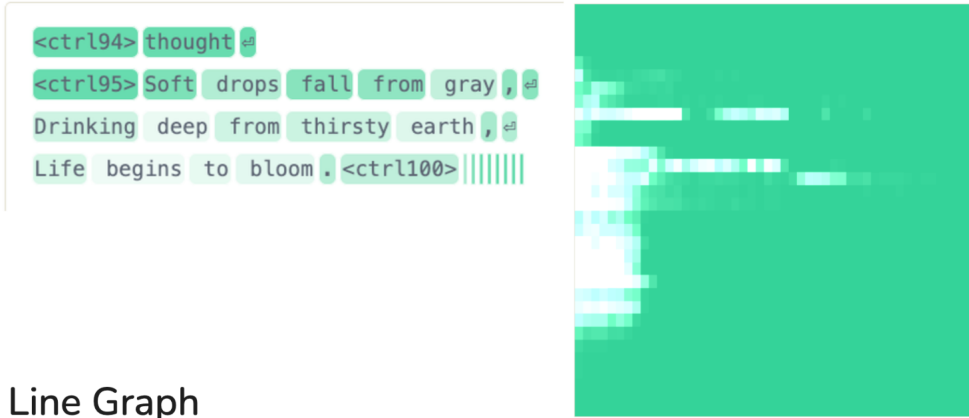 <ctrl94> thought ⏎
<ctrl95> Soft drops fall from gray , ⏎
Drinking deep from thirsty earth , ⏎
Life begins to bloom . <ctrl100>
Line Graph